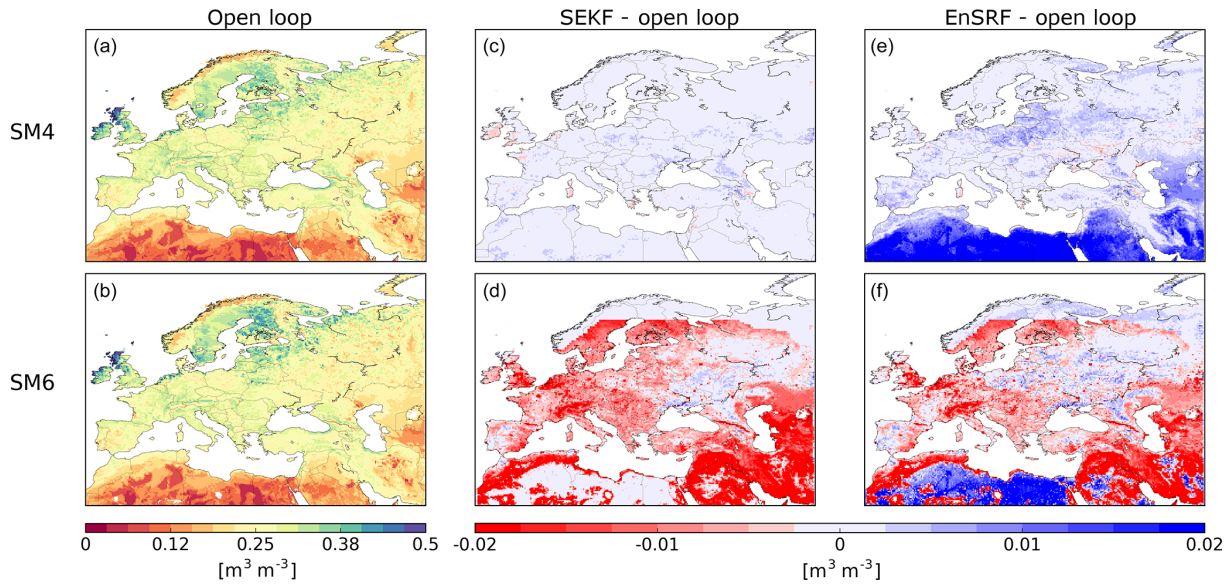 Open loop SEKF - open loop EnSRF - open loop
(a) (c) (e)
SM4
(b) (d) (f)
SM6
0 0.12 0.25 0.38 0.5 -0.02 -0.01 0 0.01 0.02
[m³ m⁻³] [m³ m⁻³]